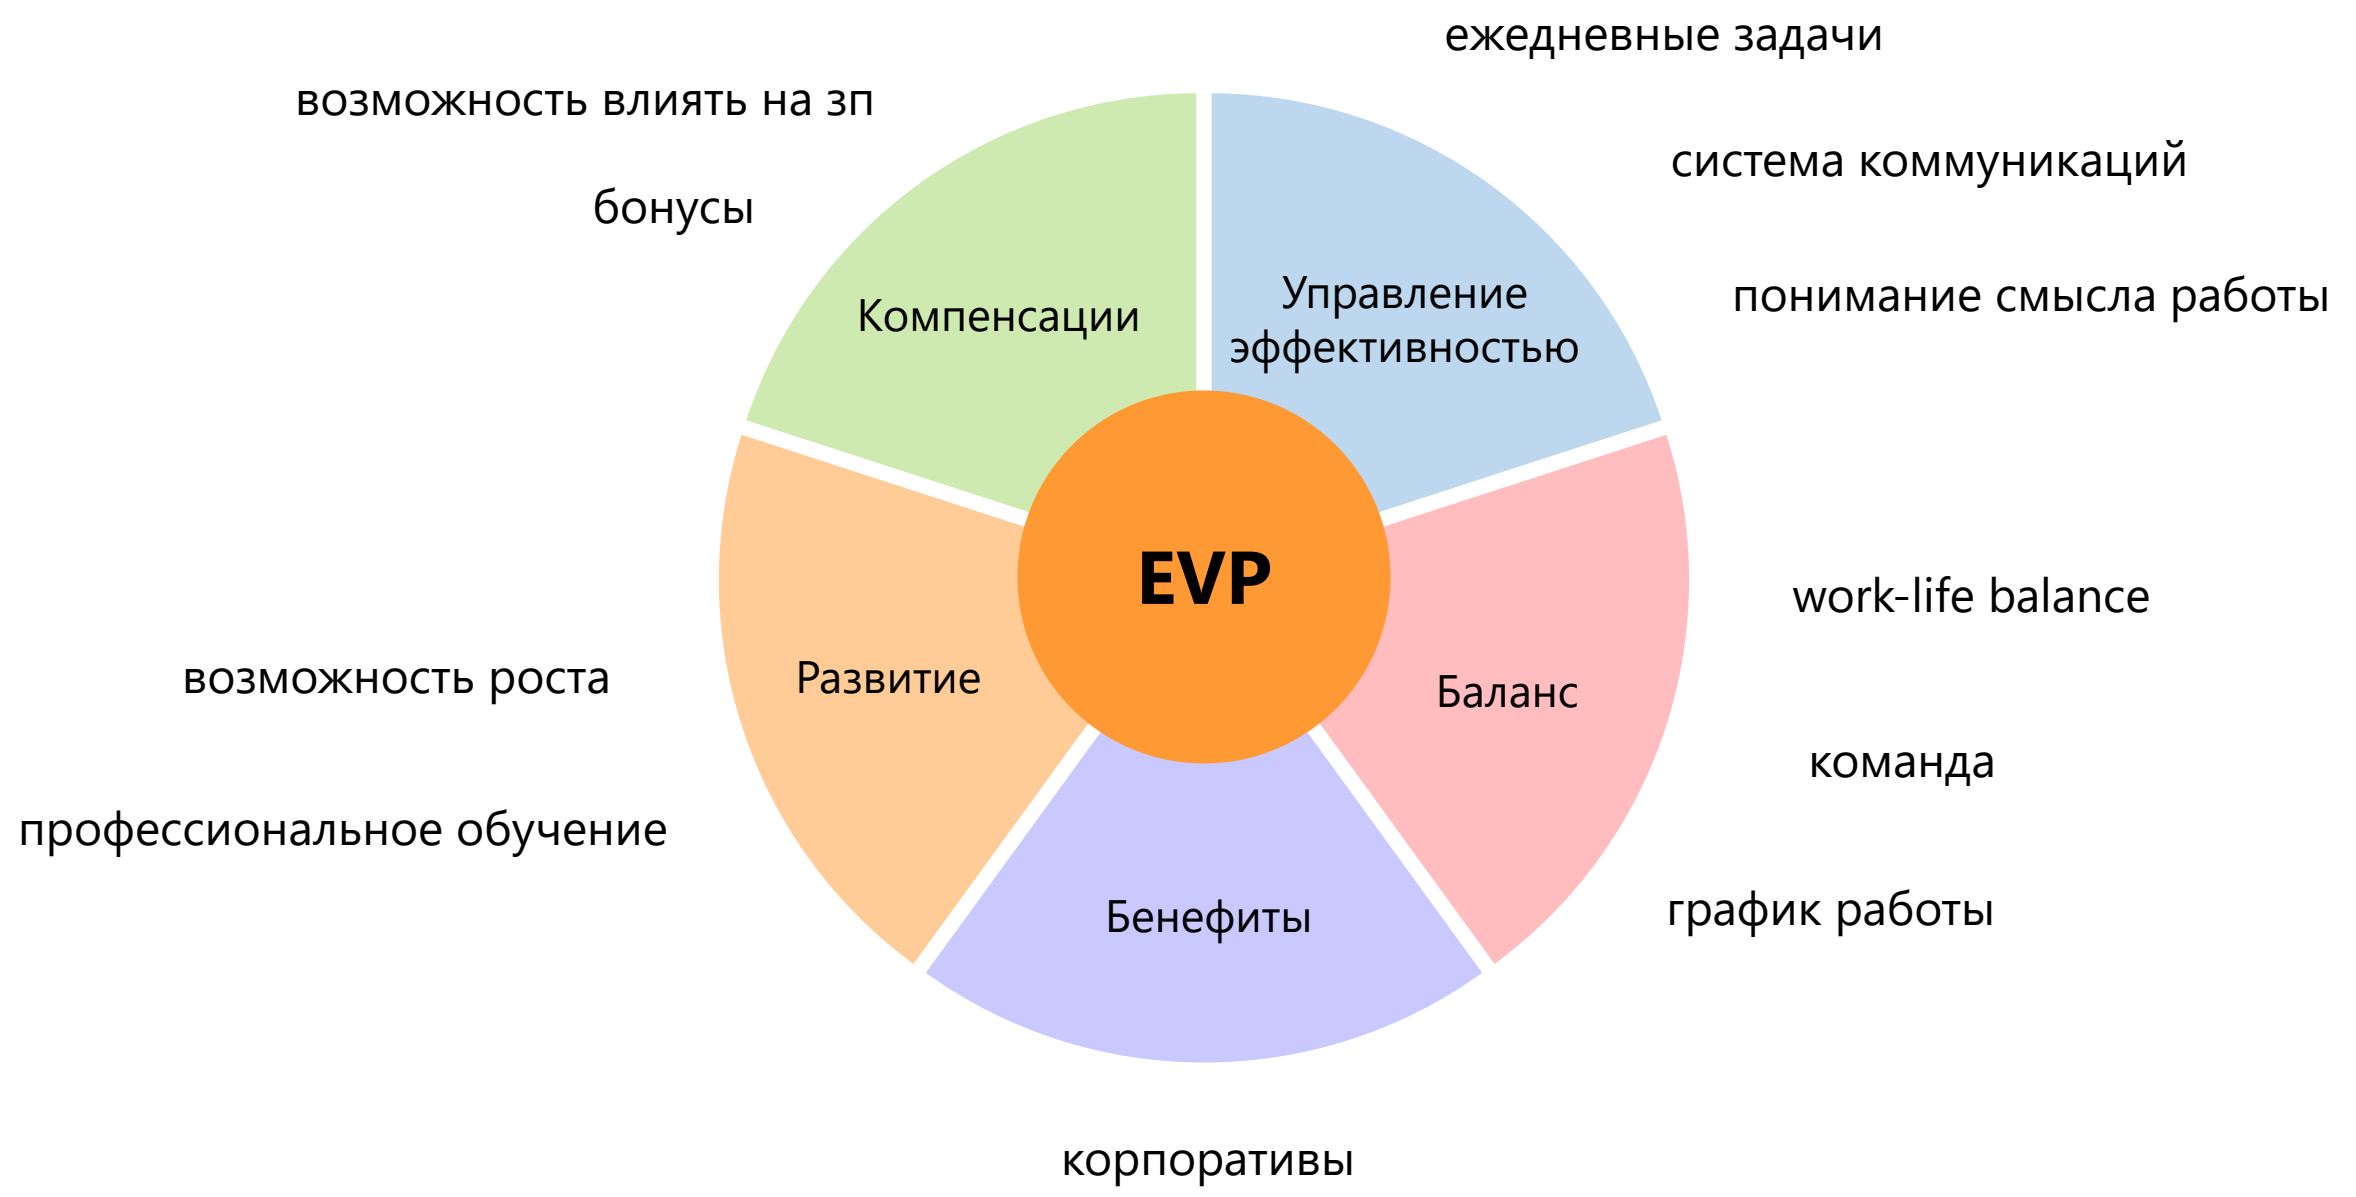 ежедневные задачи
возможность влиять на зп
система коммуникаций
бонусы
понимание смысла работы
Компенсации
Управление
эффективностью
EVP
work-life balance
возможность роста
Развитие
Баланс
команда
профессиональное обучение
график работы
Бенефиты
корпоративы